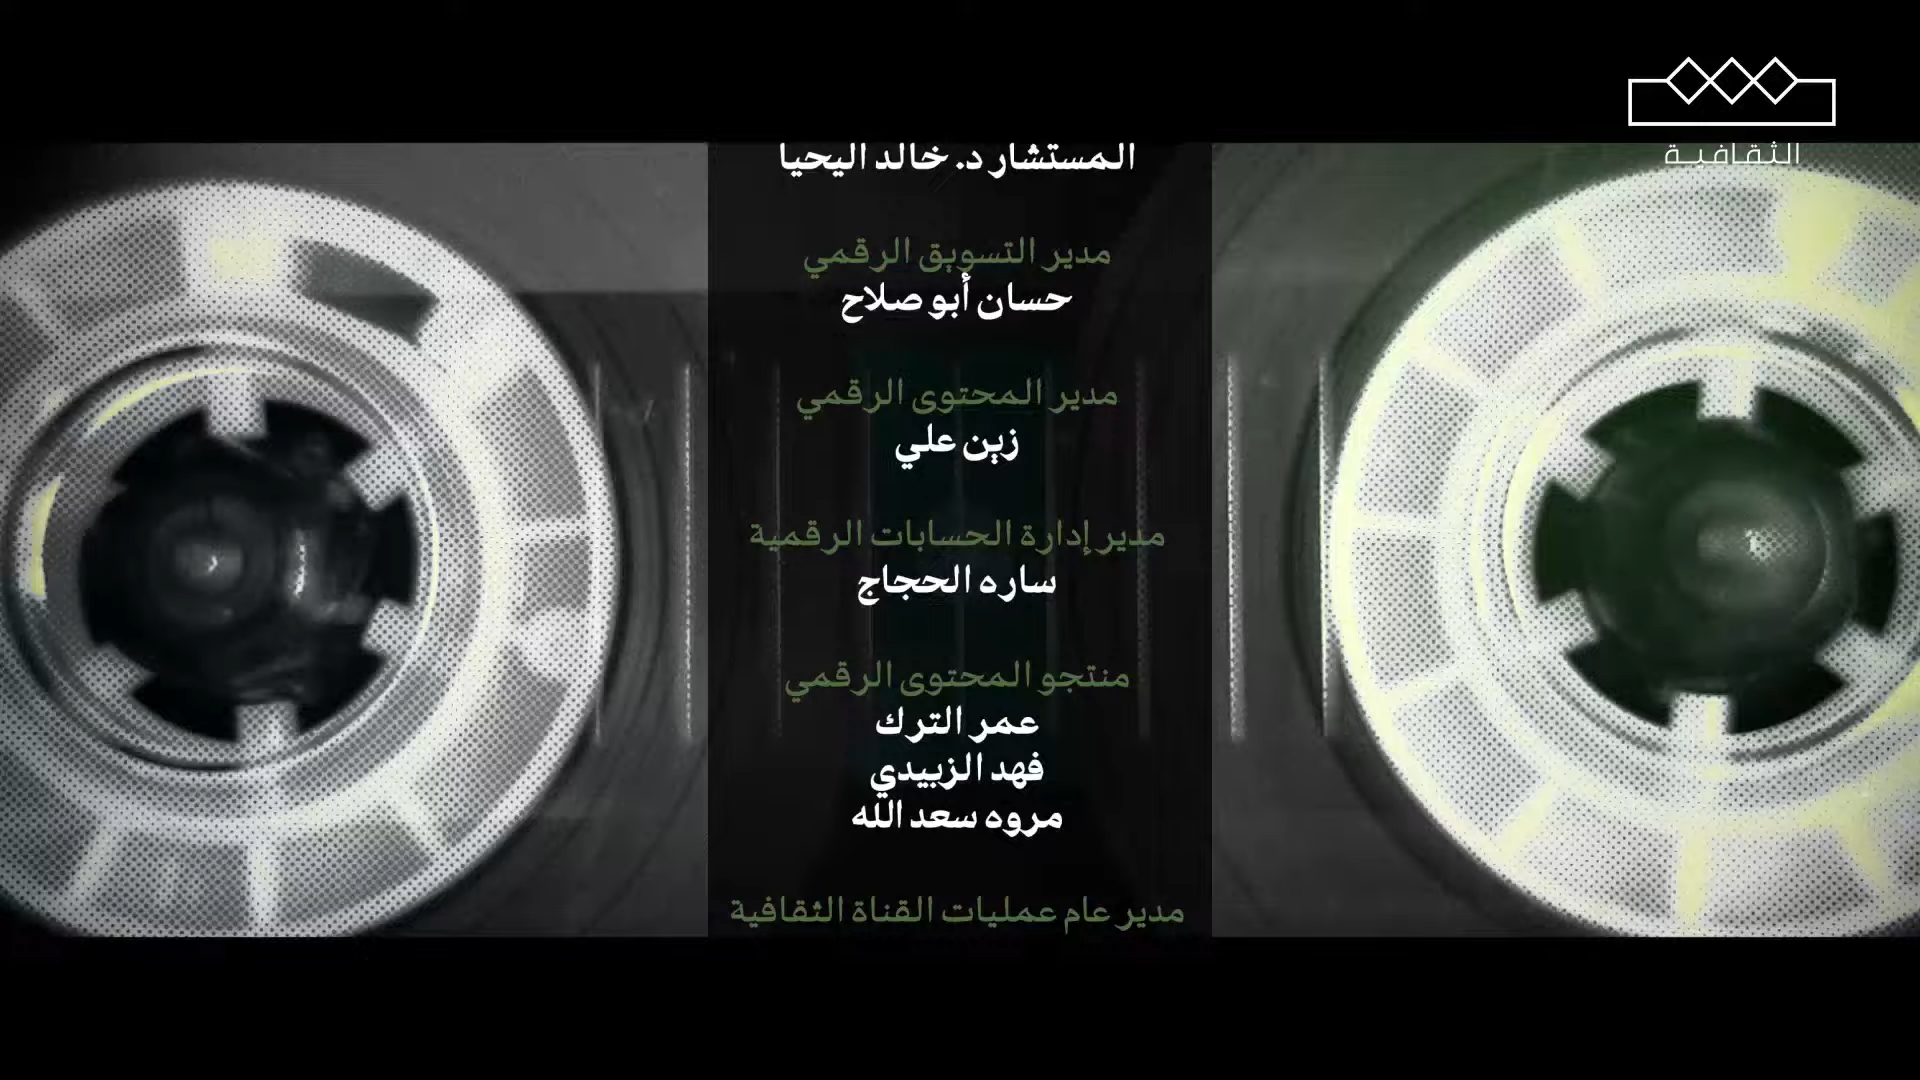 الثقافية
المستشار د. خالد اليحيا
مدير التسويق الرقمي
حسان أبو صلاح
مدير المحتوى الرقمي
زين علي
مدير إدارة الحسابات الرقمية
ساره الحجاج
منتجو المحتوى الرقمي
عمر الترك
فهد الزبيدي
مروه سعد الله
مدير عام عمليات القناة الثقافية